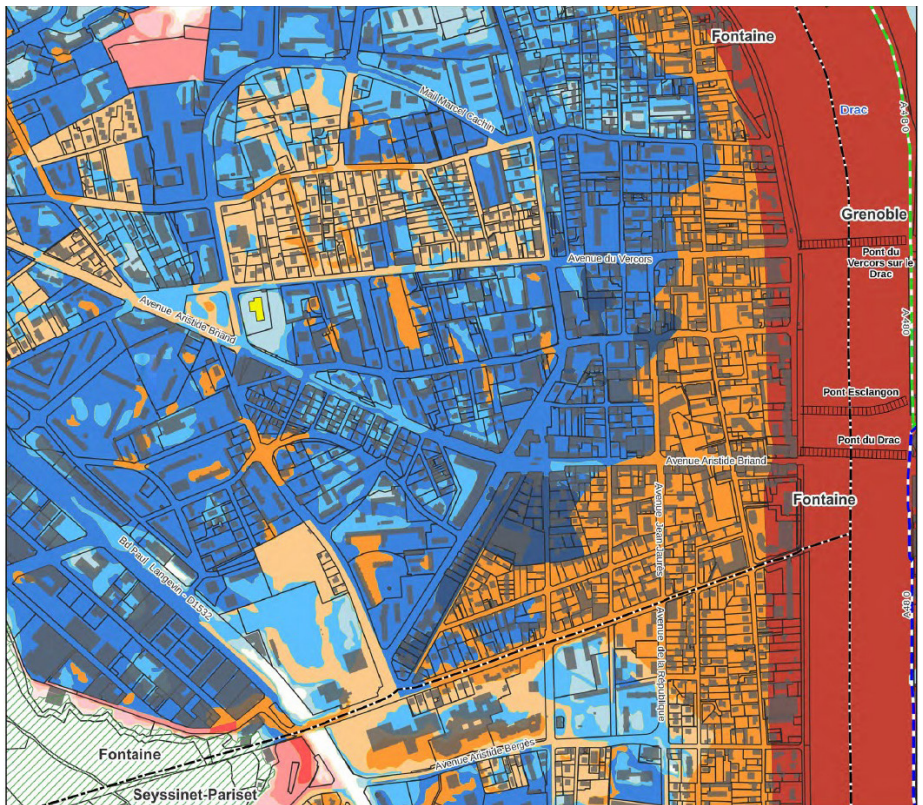 Fontaine
Mail Marcel Cachin
Drac
A 480
Grenoble
Pont du
Vercors sur le
Drac
Avenue du Vercors
Avenue Aristide Briand
A 480
Pont Esclangon
Pont du Drac
Avenue Aristide Briand
Fontaine
Avenue Jean Jaurès
Bd Paul Langevin - D1532
Avenue de la République
Avenue Aristide Bergès
Fontaine
Seyssinet-Pariset